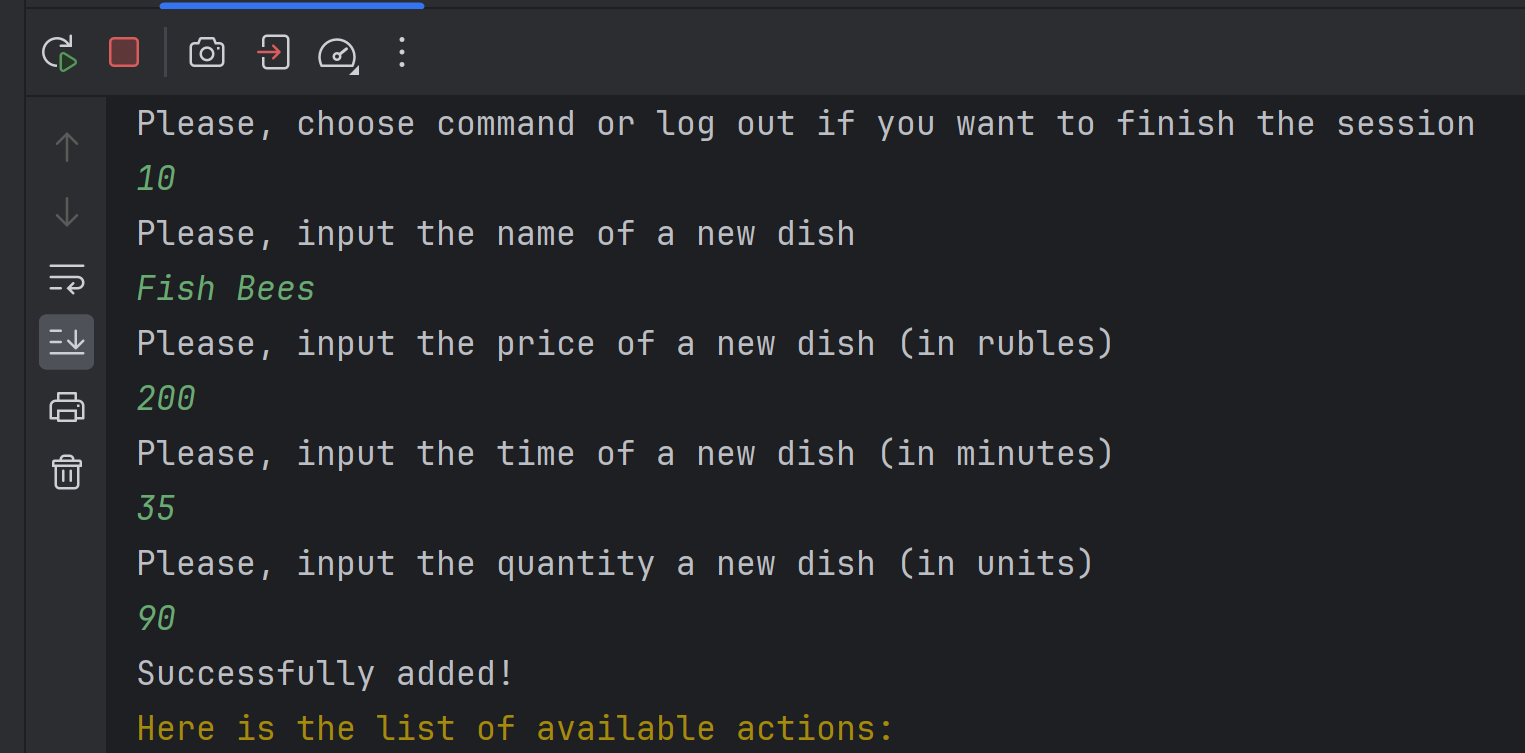 Please, choose command or log out if you want to finish the session
10
Please, input the name of a new dish
Fish Bees
Please, input the price of a new dish (in rubles)
200
Please, input the time of a new dish (in minutes)
35
Please, input the quantity a new dish (in units)
90
Successfully added!
Here is the list of available actions: